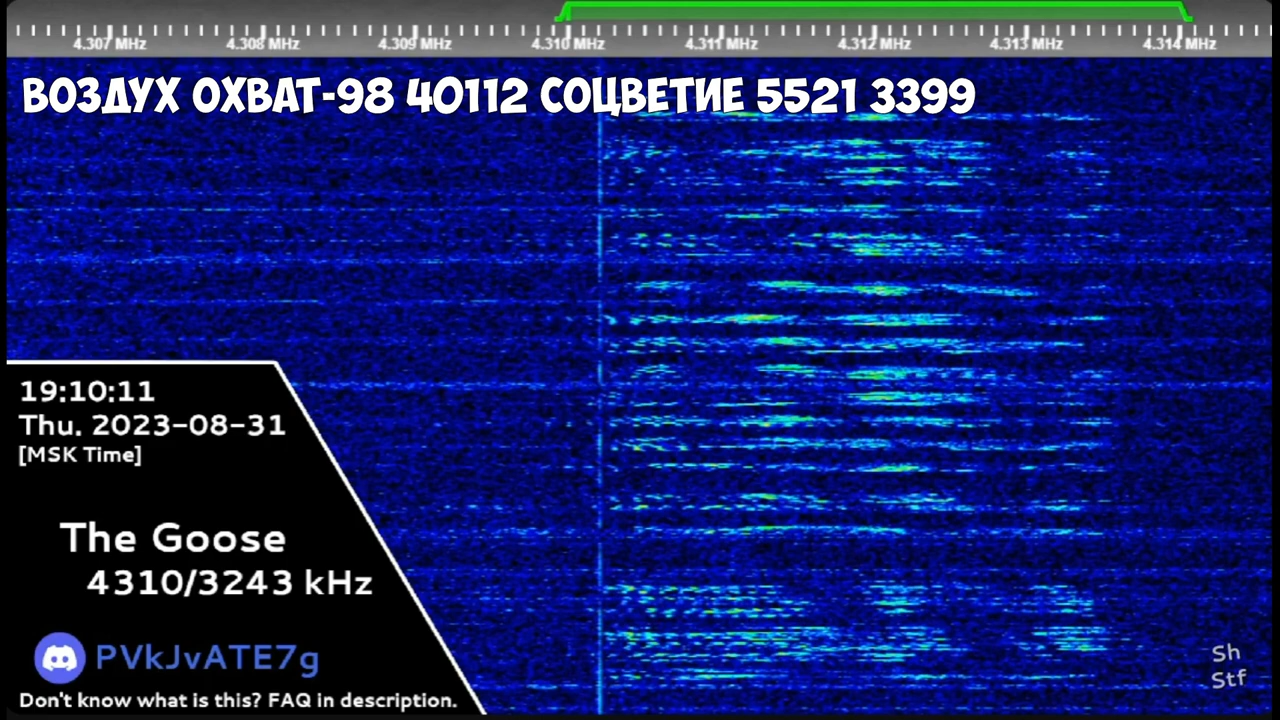 4.307 MHz 4.308 MHz 4.309 MHz 4.310 MHz 4.311 MHz 4.312 MHz 4.313 MHz 4.314 MHz
ВОЗДУХ ОХВАТ-98 40112 СОЦВЕТИЕ 5521 3399
19:10:11
Thu. 2023-08-31
[MSK Time]
The Goose
4310/3243 kHz
PVkJvATE7g
Don't know what is this? FAQ in description.
Sh
Stf